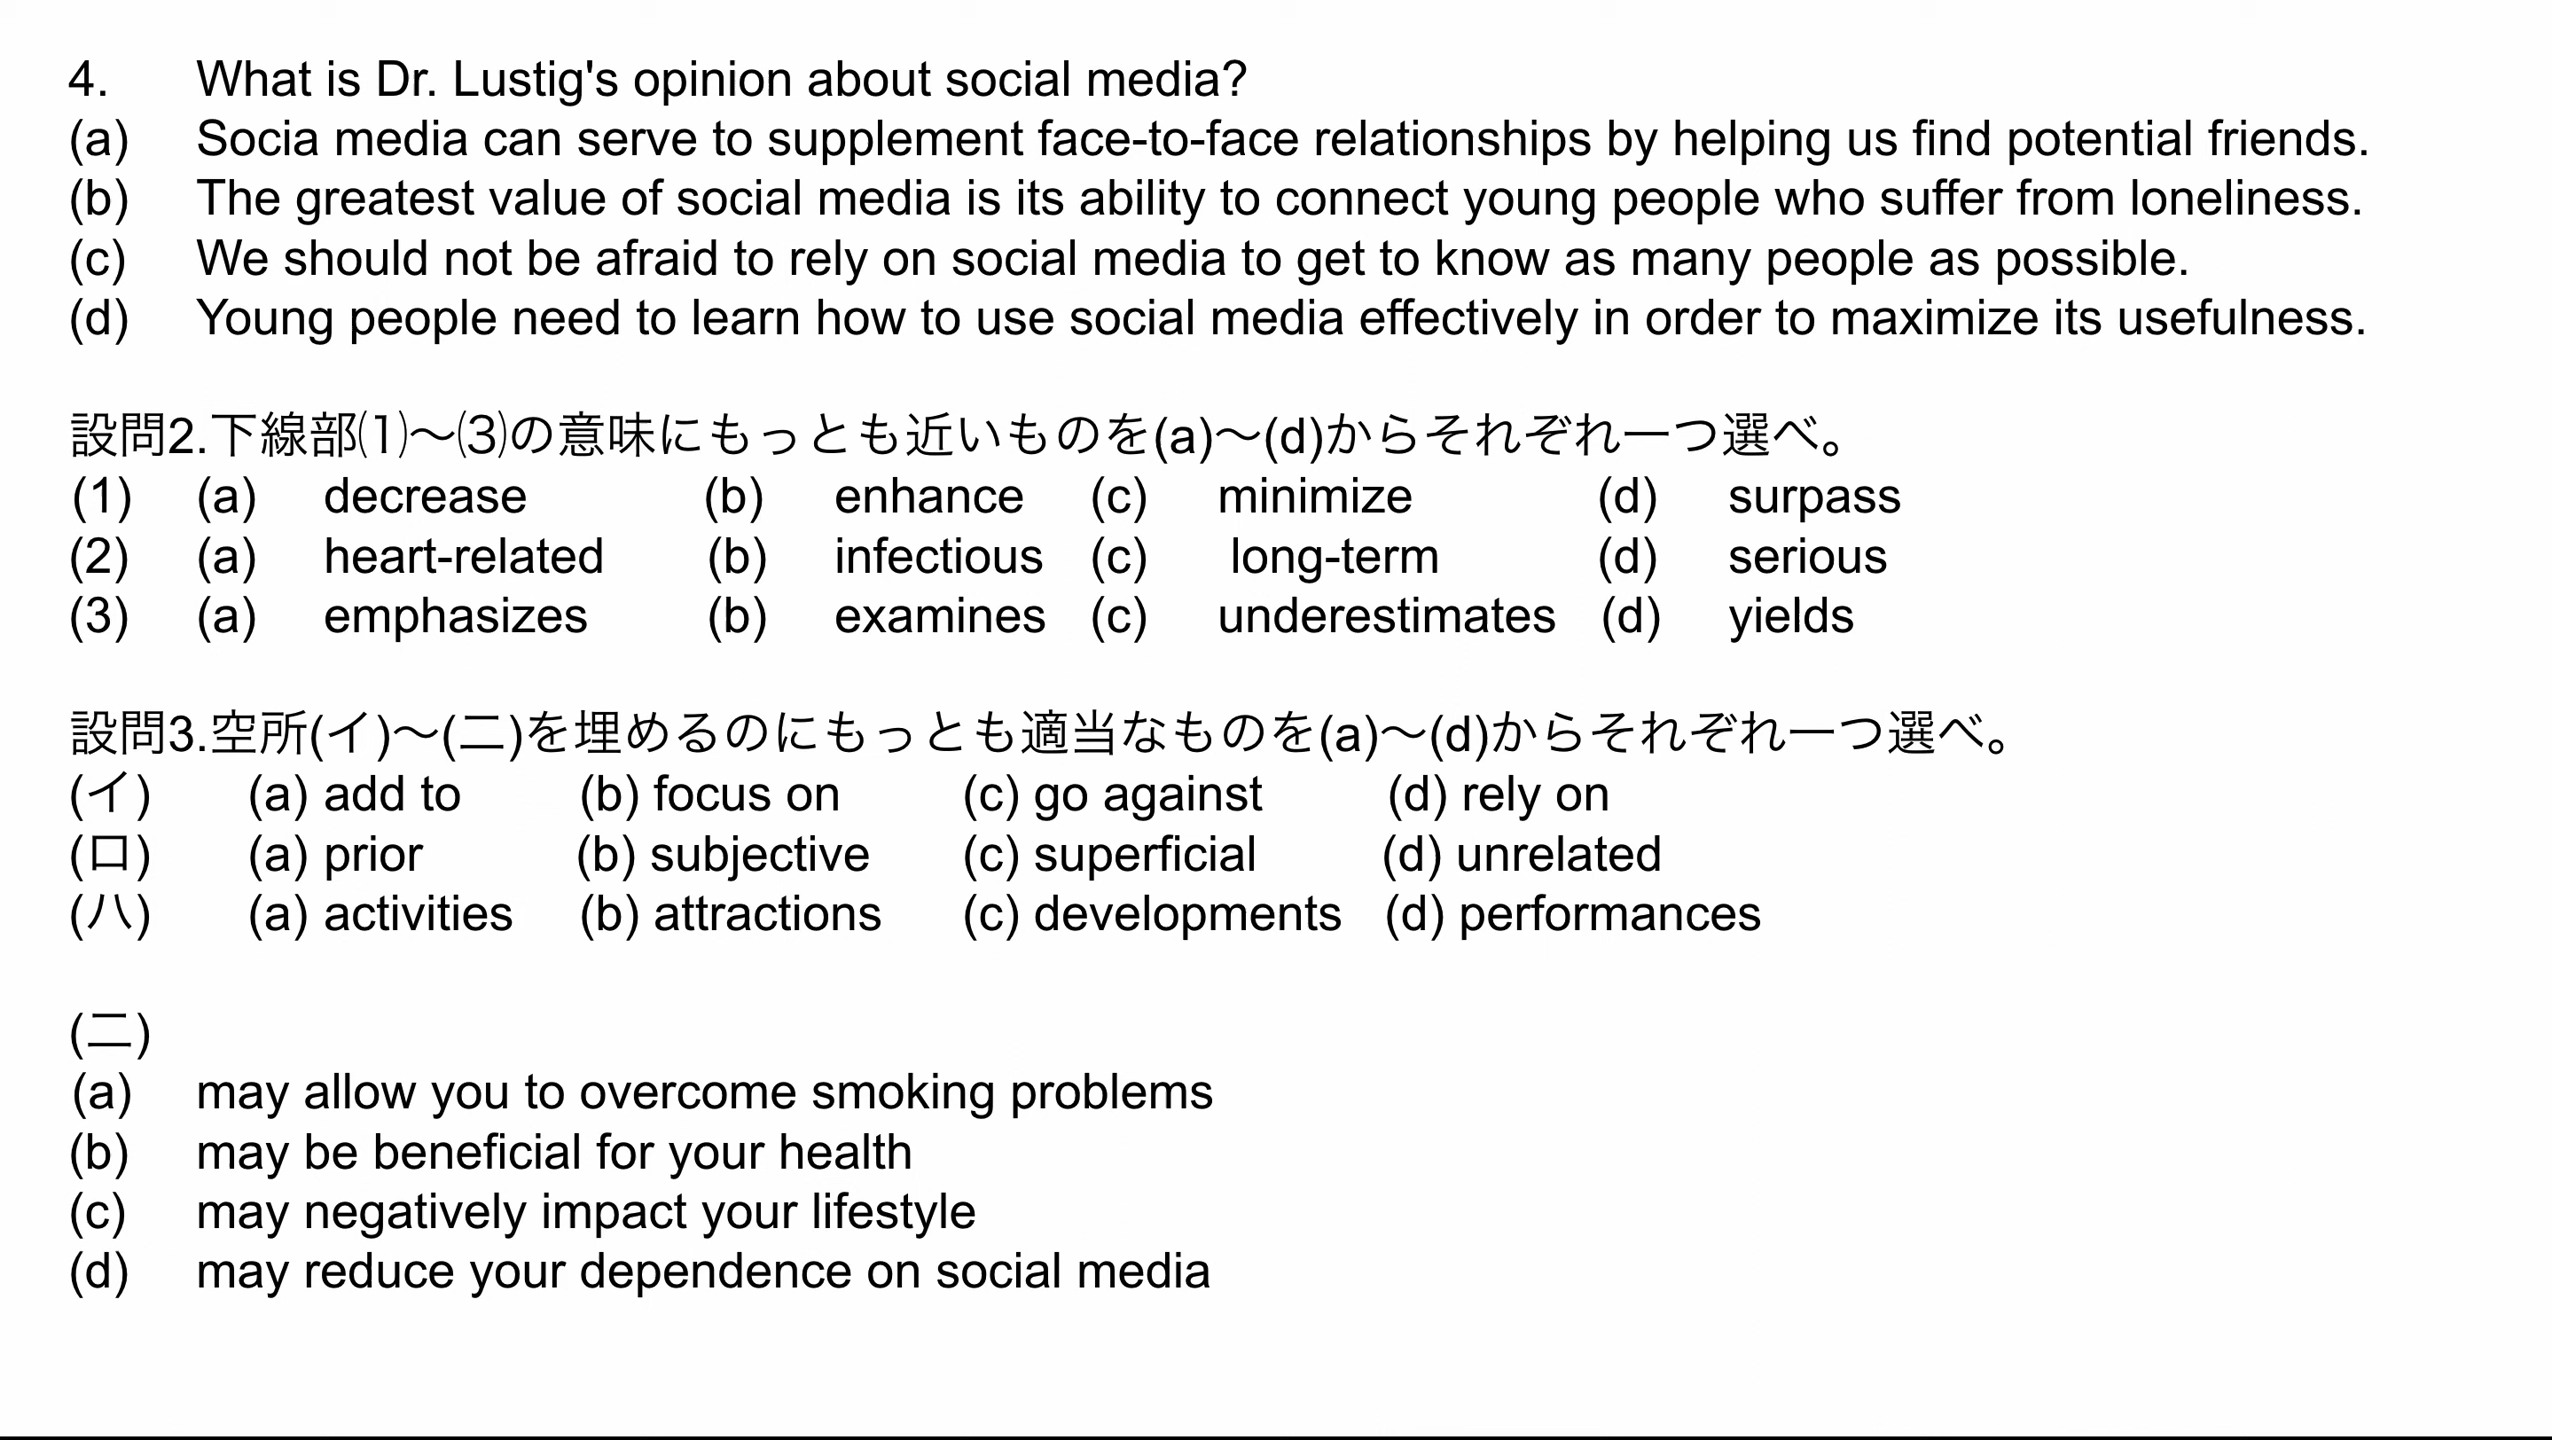 4. What is Dr. Lustig's opinion about social media?
(a) Socia media can serve to supplement face-to-face relationships by helping us find potential friends.
(b) The greatest value of social media is its ability to connect young people who suffer from loneliness.
(c) We should not be afraid to rely on social media to get to know as many people as possible.
(d) Young people need to learn how to use social media effectively in order to maximize its usefulness.
設問2.下線部⑴〜⑶の意味にもっとも近いものを(a)〜(d)からそれぞれ一つ選べ。
(1) (a) decrease (b) enhance (c) minimize (d) surpass
(2) (a) heart-related (b) infectious (c) long-term (d) serious
(3) (a) emphasizes (b) examines (c) underestimates (d) yields
設問3.空所(イ)〜(ニ)を埋めるのにもっとも適当なものを(a)〜(d)からそれぞれ一つ選べ。
(イ) (a) add to (b) focus on (c) go against (d) rely on
(ロ) (a) prior (b) subjective (c) superficial (d) unrelated
(ハ) (a) activities (b) attractions (c) developments (d) performances
(ニ)
(a) may allow you to overcome smoking problems
(b) may be beneficial for your health
(c) may negatively impact your lifestyle
(d) may reduce your dependence on social media